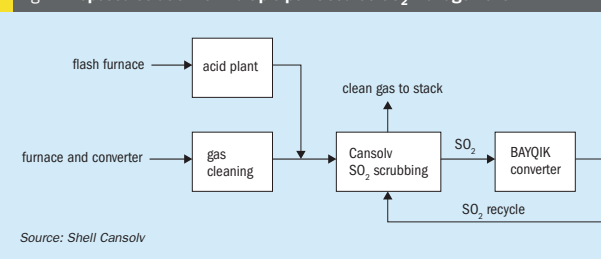 flash furnace
acid plant
clean gas to stack
furnace and converter
gas
cleaning
Cansolv
SO2 scrubbing
SO2
BAYQIK
converter
SO2 recycle
Source: Shell Cansolv